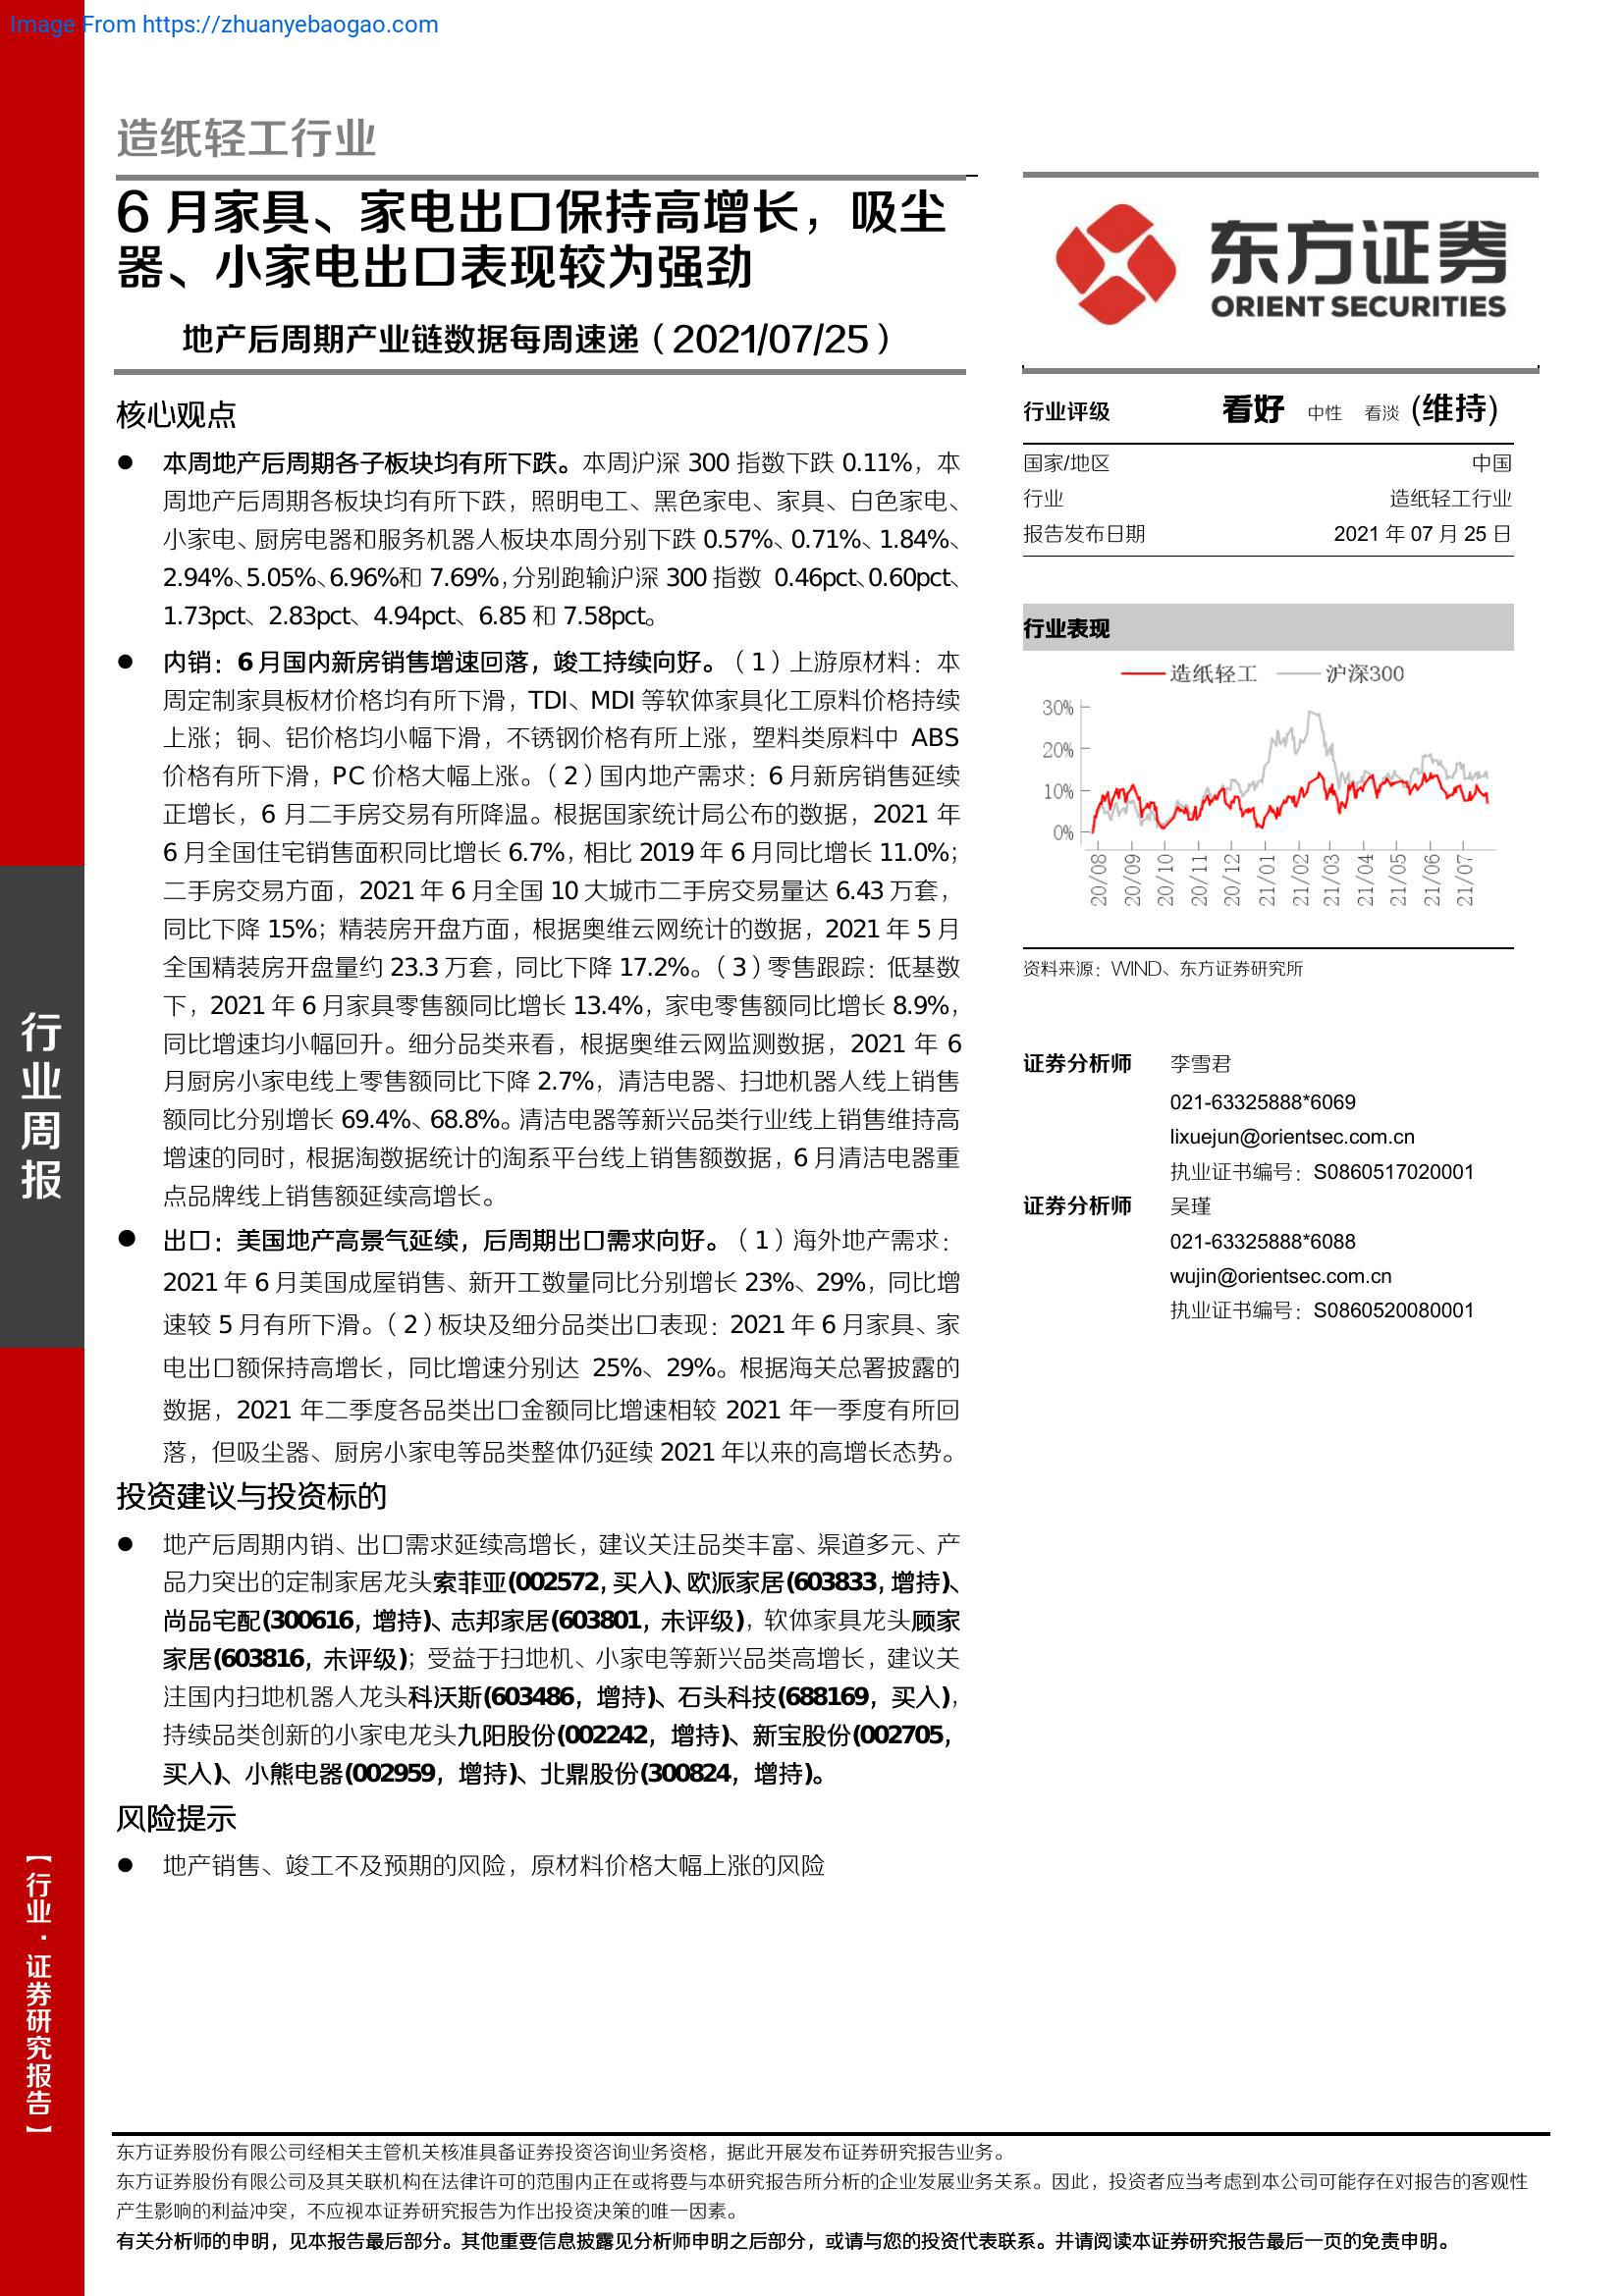 Image From https://zhuanyebaogao.com
造纸轻工行业
6 月家具、家电出口保持高增长，吸尘
器、小家电出口表现较为强劲
地产后周期产业链数据每周速递（2021/07/25）
核心观点
● 本周地产后周期各子板块均有所下跌。本周沪深 300 指数下跌 0.11%，本
周地产后周期各板块均有所下跌，照明电工、黑色家电、家具、白色家电、
小家电、厨房电器和服务机器人板块本周分别下跌 0.57%、0.71%、1.84%、
2.94%、5.05%、6.96%和 7.69%，分别跑输沪深 300 指数 0.46pct、0.60pct、
1.73pct、2.83pct、4.94pct、6.85 和 7.58pct。
● 内销：6 月国内新房销售增速回落，竣工持续向好。（1）上游原材料：本
周定制家具板材价格均有所下滑，TDI、MDI 等软体家具化工原料价格持续
上涨；铜、铝价格均小幅下滑，不锈钢价格有所上涨，塑料类原料中 ABS
价格有所下滑，PC 价格大幅上涨。（2）国内地产需求：6 月新房销售延续
正增长，6 月二手房交易有所降温。根据国家统计局公布的数据，2021 年
6 月全国住宅销售面积同比增长 6.7%，相比 2019 年 6 月同比增长 11.0%；
二手房交易方面，2021 年 6 月全国 10 大城市二手房交易量达 6.43 万套，
同比下降 15%；精装房开盘方面，根据奥维云网统计的数据，2021 年 5 月
全国精装房开盘量约 23.3 万套，同比下降 17.2%。（3）零售跟踪：低基数
下，2021 年 6 月家具零售额同比增长 13.4%，家电零售额同比增长 8.9%，
同比增速均小幅回升。细分品类来看，根据奥维云网监测数据，2021 年 6
月厨房小家电线上零售额同比下降 2.7%，清洁电器、扫地机器人线上销售
额同比分别增长 69.4%、68.8%。清洁电器等新兴品类行业线上销售维持高
增速的同时，根据淘数据统计的淘系平台线上销售额数据，6 月清洁电器重
点品牌线上销售额延续高增长。
● 出口：美国地产高景气延续，后周期出口需求向好。（1）海外地产需求：
2021 年 6 月美国成屋销售、新开工数量同比分别增长 23%、29%，同比增
速较 5 月有所下滑。（2）板块及细分品类出口表现：2021 年 6 月家具、家
电出口额保持高增长，同比增速分别达 25%、29%。根据海关总署披露的
数据，2021 年二季度各品类出口金额同比增速相较 2021 年一季度有所回
落，但吸尘器、厨房小家电等品类整体仍延续 2021 年以来的高增长态势。
投资建议与投资标的
● 地产后周期内销、出口需求延续高增长，建议关注品类丰富、渠道多元、产
品力突出的定制家居龙头索菲亚(002572，买入)、欧派家居(603833，增持)、
尚品宅配(300616，增持)、志邦家居(603801，未评级)，软体家具龙头顾家
家居(603816，未评级)；受益于扫地机、小家电等新兴品类高增长，建议关
注国内扫地机器人龙头科沃斯(603486，增持)、石头科技(688169，买入)，
持续品类创新的小家电龙头九阳股份(002242，增持)、新宝股份(002705，
买入)、小熊电器(002959，增持)、北鼎股份(300824，增持)。
风险提示
● 地产销售、竣工不及预期的风险，原材料价格大幅上涨的风险
东方证券
ORIENT SECURITIES
行业评级 看好 中性 看淡 (维持)
国家/地区 中国
行业 造纸轻工行业
报告发布日期 2021 年 07 月 25 日
行业表现
造纸轻工 沪深300
30%
20%
10%
0%
20/08 20/09 20/10 20/11 20/12 21/01 21/02 21/03 21/04 21/05 21/06 21/07
资料来源：WIND、东方证券研究所
证券分析师 李雪君
021-63325888*6069
lixuejun@orientsec.com.cn
执业证书编号：S0860517020001
证券分析师 吴瑾
021-63325888*6088
wujin@orientsec.com.cn
执业证书编号：S0860520080001
行业周报
【行业·证券研究报告】
东方证券股份有限公司经相关主管机关核准具备证券投资咨询业务资格，据此开展发布证券研究报告业务。
东方证券股份有限公司及其关联机构在法律许可的范围内正在或将要与本研究报告所分析的企业发展业务关系。因此，投资者应当考虑到本公司可能存在对报告的客观性
产生影响的利益冲突，不应视本证券研究报告为作出投资决策的唯一因素。
有关分析师的申明，见本报告最后部分。其他重要信息披露见分析师申明之后部分，或请与您的投资代表联系。并请阅读本证券研究报告最后一页的免责申明。